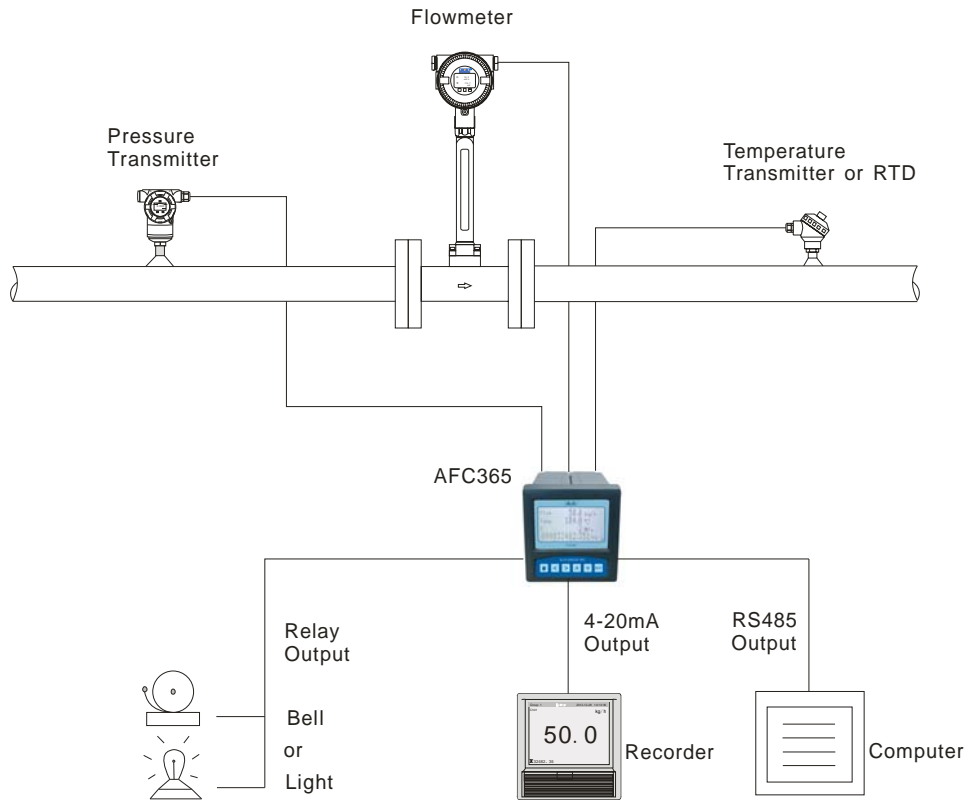 Flowmeter
Pressure
Transmitter
Temperature
Transmitter or RTD
AFC365
Relay
Output
4-20mA
Output
RS485
Output
Bell
or
Light
kg/h
50.0
Recorder
Computer